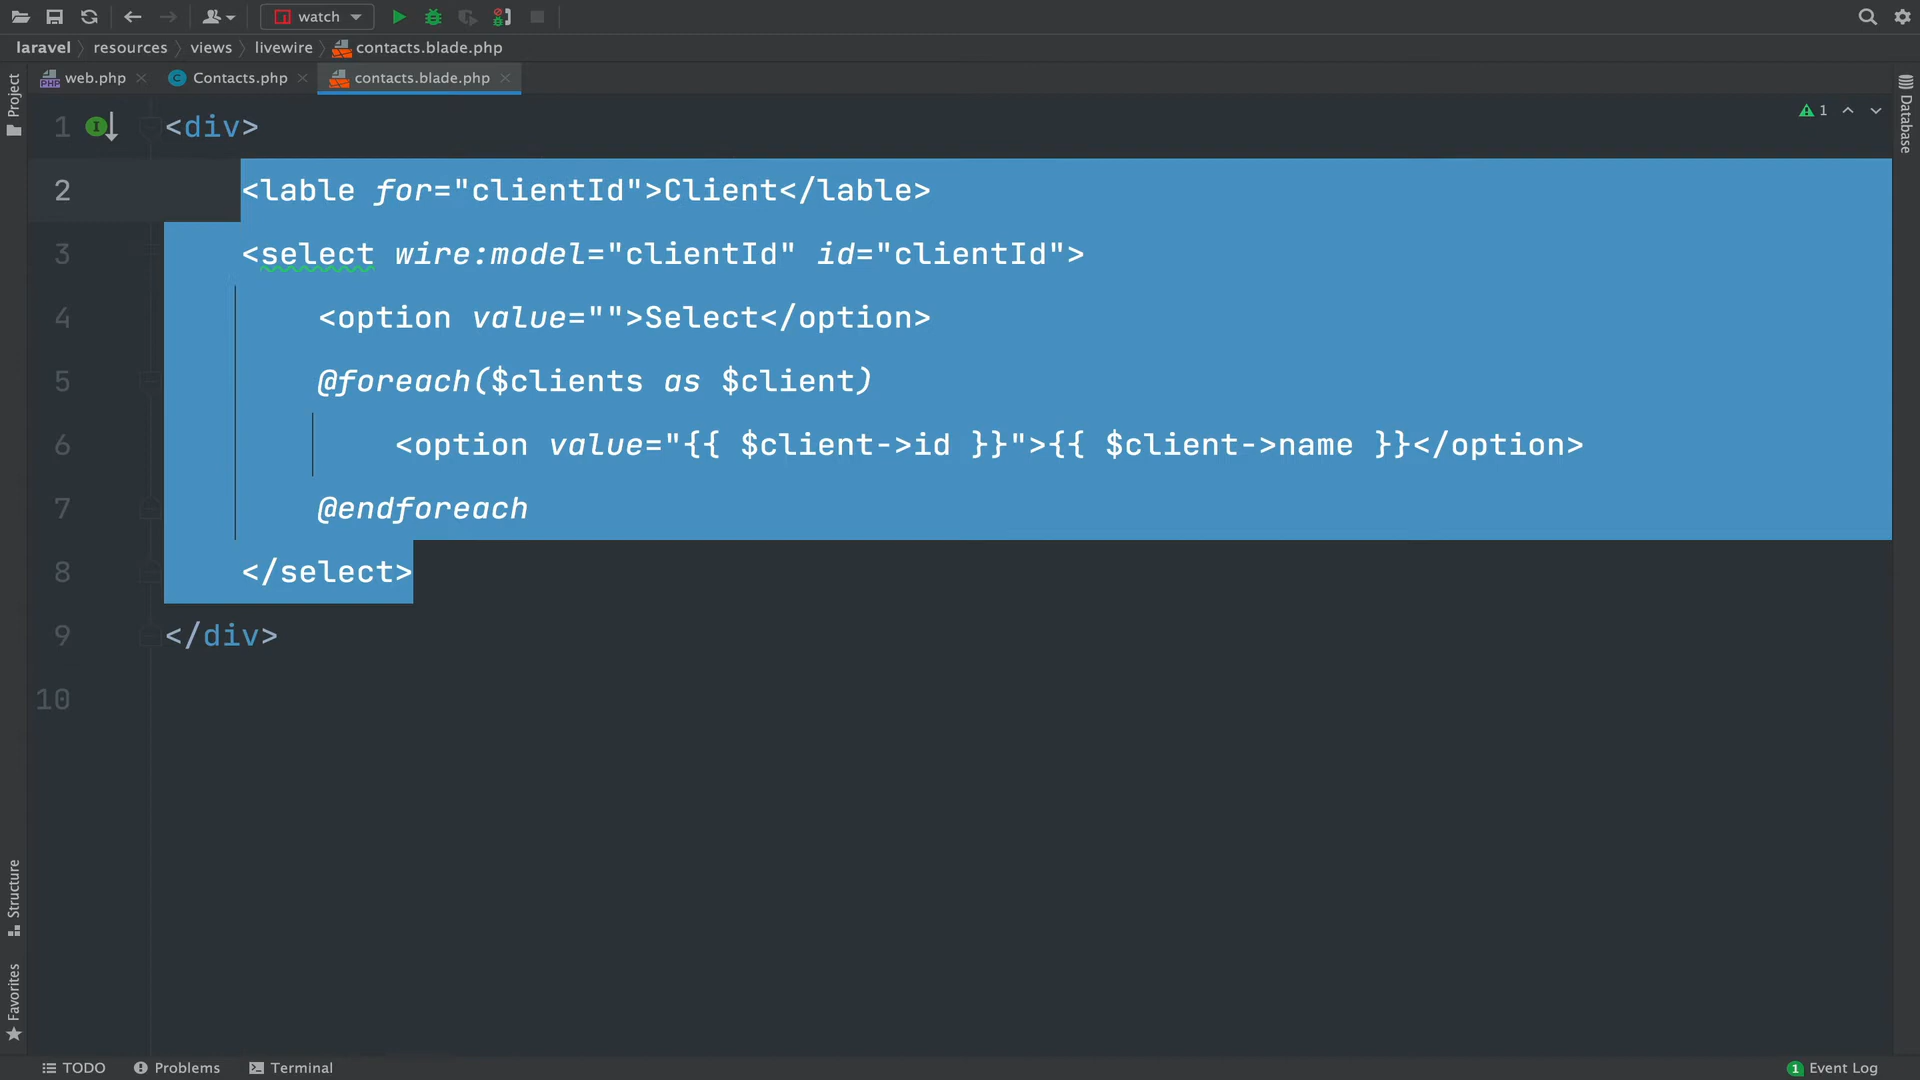 watch
laravel resources views livewire contacts.blade.php
web.php Contacts.php contacts.blade.php
Project
Database
1
1 <div>
2 <lable for="clientId">Client</lable>
3 <select wire:model="clientId" id="clientId">
4 <option value="">Select</option>
5 @foreach($clients as $client)
6 <option value="{{ $client->id }}">{{ $client->name }}</option>
7 @endforeach
8 </select>
9 </div>
10
Structure
Favorites
TODO Problems Terminal 1 Event Log